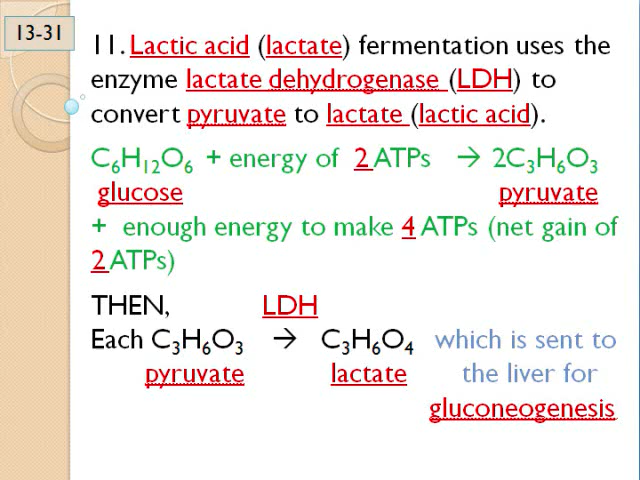 13-31
11. Lactic acid (lactate) fermentation uses the
enzyme lactate dehydrogenase (LDH) to
convert pyruvate to lactate (lactic acid).
C₆H₁₂O₆ + energy of 2 ATPs → 2C₃H₆O₃
glucose pyruvate
+ enough energy to make 4 ATPs (net gain of
2 ATPs)
THEN, LDH
Each C₃H₆O₃ → C₃H₆O₄ which is sent to
pyruvate lactate the liver for
gluconeogenesis